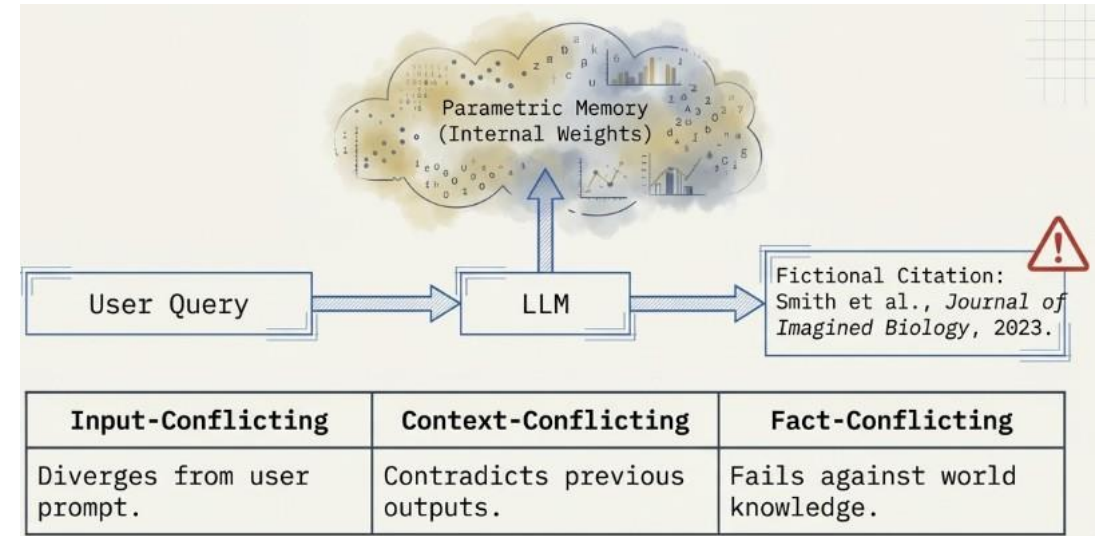 Parametric Memory
(Internal Weights)
User Query
LLM
Fictional Citation:
Smith et al., Journal of
Imagined Biology, 2023.
Input-Conflicting
Context-Conflicting
Fact-Conflicting
Diverges from user
prompt.
Contradicts previous
outputs.
Fails against world
knowledge.